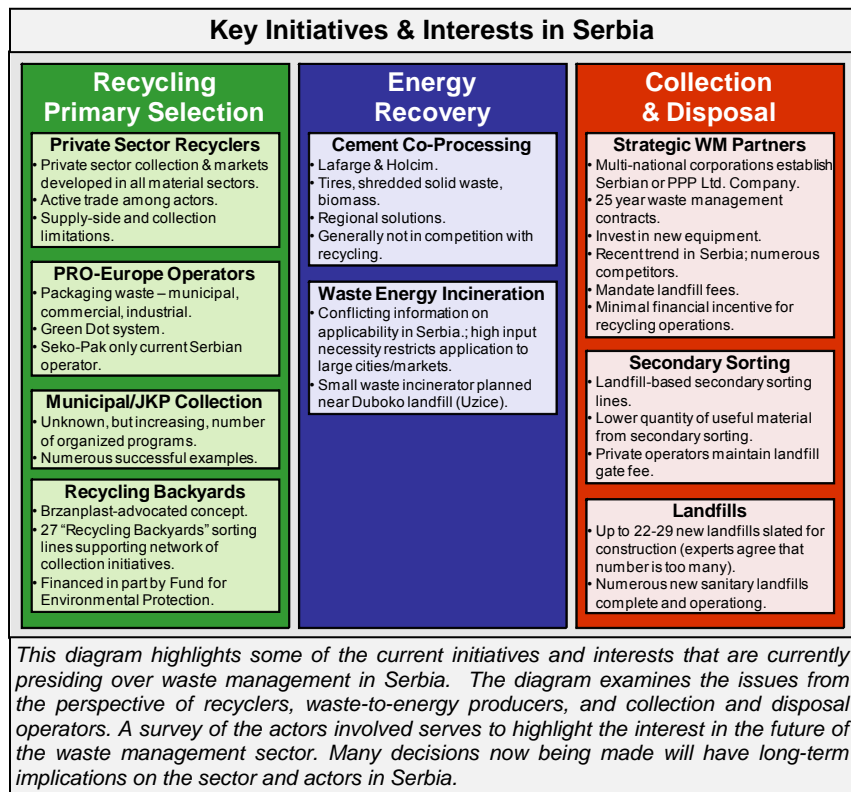 Key Initiatives & Interests in Serbia
Recycling
Primary Selection
Private Sector Recyclers
• Private sector collection & markets
developed in all material sectors.
• Active trade among actors.
• Supply-side and collection
limitations.
PRO-Europe Operators
• Packaging waste – municipal,
commercial, industrial.
• Green Dot system.
• Seko-Pak only current Serbian
operator.
Municipal/JKP Collection
• Unknown, but increasing, number
of organized programs.
• Numerous successful examples.
Recycling Backyards
• Brzanplast-advocated concept.
• 27 “Recycling Backyards” sorting
lines supporting network of
collection initiatives.
• Financed in part by Fund for
Environmental Protection.
Energy
Recovery
Cement Co-Processing
• Lafarge & Holcim.
• Tires, shredded solid waste,
biomass.
• Regional solutions.
• Generally not in competition with
recycling.
Waste Energy Incineration
• Conflicting information on
applicability in Serbia.; high input
necessity restricts application to
large cities/markets.
• Small waste incinerator planned
near Duboko landfill (Uzice).
Collection
& Disposal
Strategic WM Partners
• Multi-national corporations establish
Serbian or PPP Ltd. Company.
• 25 year waste management
contracts.
• Invest in new equipment.
• Recent trend in Serbia; numerous
competitors.
• Mandate landfill fees.
• Minimal financial incentive for
recycling operations.
Secondary Sorting
• Landfill-based secondary sorting
lines.
• Lower quantity of useful material
from secondary sorting.
• Private operators maintain landfill
gate fee.
Landfills
• Up to 22-29 new landfills slated for
construction (experts agree that
number is too many).
• Numerous new sanitary landfills
complete and operationg.
This diagram highlights some of the current initiatives and interests that are currently
presiding over waste management in Serbia. The diagram examines the issues from
the perspective of recyclers, waste-to-energy producers, and collection and disposal
operators. A survey of the actors involved serves to highlight the interest in the future of
the waste management sector. Many decisions now being made will have long-term
implications on the sector and actors in Serbia.